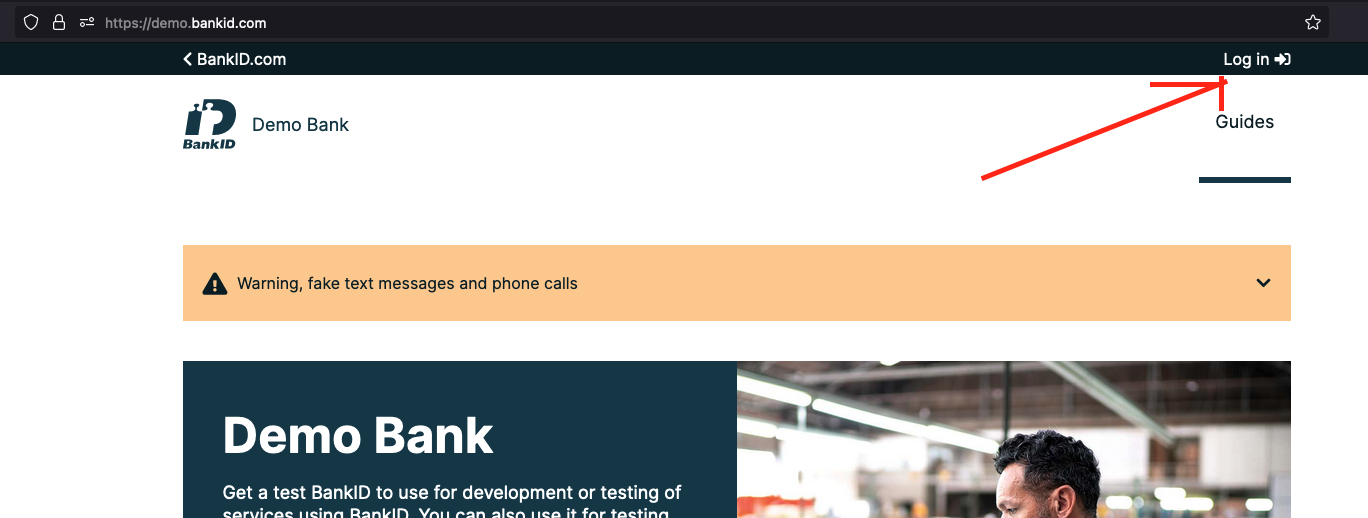 https://demo.bankid.com
BankID.com
Log in
BankID
Demo Bank
Guides
Warning, fake text messages and phone calls
Demo Bank
Get a test BankID to use for development or testing of
services using BankID. You can also use it for testing